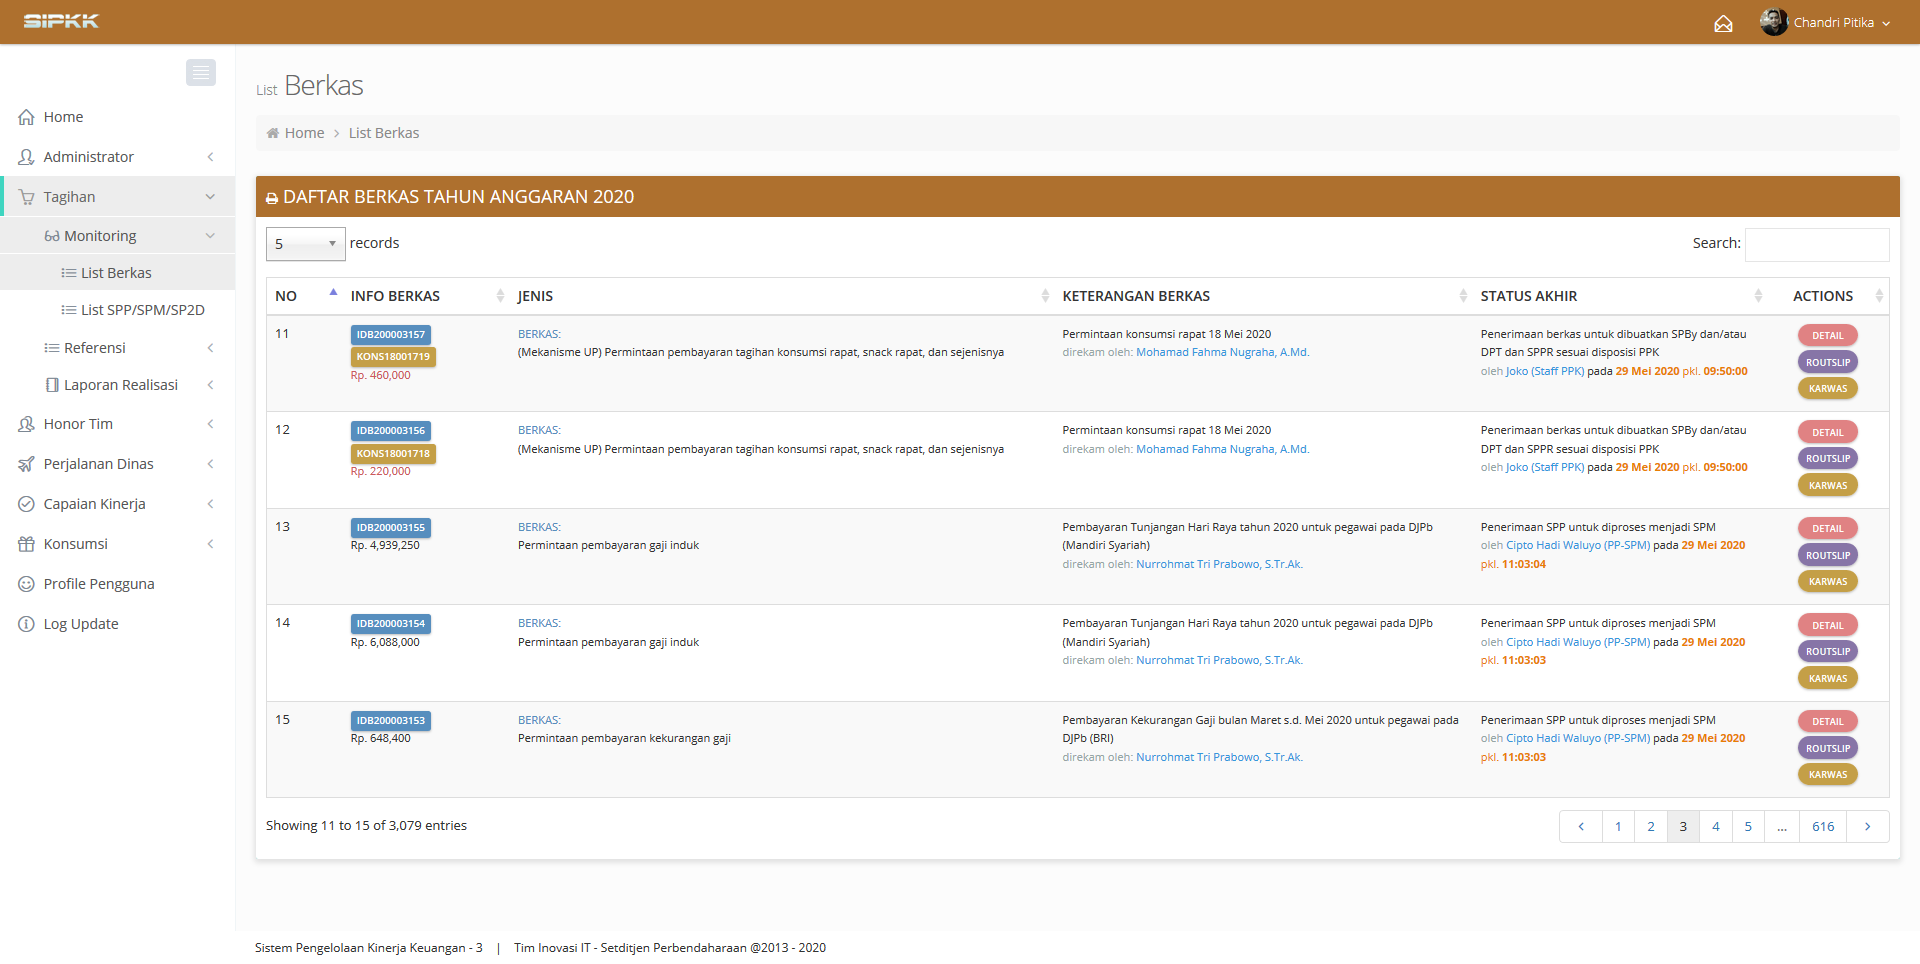 SIPKK
Chandri Pitika
Home
Administrator
Tagihan
Monitoring
List Berkas
List SPP/SPM/SP2D
Referensi
Laporan Realisasi
Honor Tim
Perjalanan Dinas
Capaian Kinerja
Konsumsi
Profile Pengguna
Log Update
List Berkas
Home > List Berkas
DAFTAR BERKAS TAHUN ANGGARAN 2020
5 records
Search:
NO INFO BERKAS JENIS KETERANGAN BERKAS STATUS AKHIR ACTIONS
11
IDB200003157
KONS18001719
Rp. 460,000
BERKAS:
(Mekanisme UP) Permintaan pembayaran tagihan konsumsi rapat, snack rapat, dan sejenisnya
Permintaan konsumsi rapat 18 Mei 2020
direkam oleh: Mohamad Fahma Nugraha, A.Md.
Penerimaan berkas untuk dibuatkan SPBy dan/atau
DPT dan SPPR sesuai disposisi PPK
oleh Joko (Staff PPK) pada 29 Mei 2020 pkl. 09:50:00
DETAIL
ROUTSLIP
KARWAS
12
IDB200003156
KONS18001718
Rp. 220,000
BERKAS:
(Mekanisme UP) Permintaan pembayaran tagihan konsumsi rapat, snack rapat, dan sejenisnya
Permintaan konsumsi rapat 18 Mei 2020
direkam oleh: Mohamad Fahma Nugraha, A.Md.
Penerimaan berkas untuk dibuatkan SPBy dan/atau
DPT dan SPPR sesuai disposisi PPK
oleh Joko (Staff PPK) pada 29 Mei 2020 pkl. 09:50:00
DETAIL
ROUTSLIP
KARWAS
13
IDB200003155
Rp. 4,939,250
BERKAS:
Permintaan pembayaran gaji induk
Pembayaran Tunjangan Hari Raya tahun 2020 untuk pegawai pada DJPb
(Mandiri Syariah)
direkam oleh: Nurrohmat Tri Prabowo, S.Tr.Ak.
Penerimaan SPP untuk diproses menjadi SPM
oleh Cipto Hadi Waluyo (PP-SPM) pada 29 Mei 2020
pkl. 11:03:04
DETAIL
ROUTSLIP
KARWAS
14
IDB200003154
Rp. 6,088,000
BERKAS:
Permintaan pembayaran gaji induk
Pembayaran Tunjangan Hari Raya tahun 2020 untuk pegawai pada DJPb
(Mandiri Syariah)
direkam oleh: Nurrohmat Tri Prabowo, S.Tr.Ak.
Penerimaan SPP untuk diproses menjadi SPM
oleh Cipto Hadi Waluyo (PP-SPM) pada 29 Mei 2020
pkl. 11:03:03
DETAIL
ROUTSLIP
KARWAS
15
IDB200003153
Rp. 648,400
BERKAS:
Permintaan pembayaran kekurangan gaji
Pembayaran Kekurangan Gaji bulan Maret s.d. Mei 2020 untuk pegawai pada
DJPb (BRI)
direkam oleh: Nurrohmat Tri Prabowo, S.Tr.Ak.
Penerimaan SPP untuk diproses menjadi SPM
oleh Cipto Hadi Waluyo (PP-SPM) pada 29 Mei 2020
pkl. 11:03:03
DETAIL
ROUTSLIP
KARWAS
Showing 11 to 15 of 3,079 entries
< 1 2 3 4 5 ... 616 >
Sistem Pengelolaan Kinerja Keuangan - 3 | Tim Inovasi IT - Setditjen Perbendaharaan @2013 - 2020